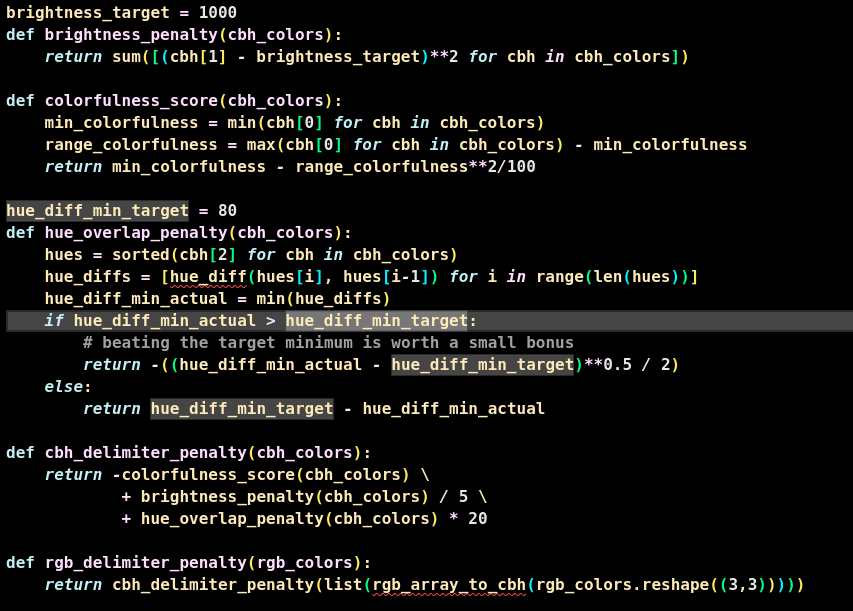 brightness_target = 1000
def brightness_penalty(cbh_colors):
    return sum([(cbh[1] - brightness_target)**2 for cbh in cbh_colors])

def colorfulness_score(cbh_colors):
    min_colorfulness = min(cbh[0] for cbh in cbh_colors)
    range_colorfulness = max(cbh[0] for cbh in cbh_colors) - min_colorfulness
    return min_colorfulness - range_colorfulness**2/100

hue_diff_min_target = 80
def hue_overlap_penalty(cbh_colors):
    hues = sorted(cbh[2] for cbh in cbh_colors)
    hue_diffs = [hue_diff(hues[i], hues[i-1]) for i in range(len(hues))]
    hue_diff_min_actual = min(hue_diffs)
    if hue_diff_min_actual > hue_diff_min_target:
        # beating the target minimum is worth a small bonus
        return -((hue_diff_min_actual - hue_diff_min_target)**0.5 / 2)
    else:
        return hue_diff_min_target - hue_diff_min_actual

def cbh_delimiter_penalty(cbh_colors):
    return -colorfulness_score(cbh_colors) \
            + brightness_penalty(cbh_colors) / 5 \
            + hue_overlap_penalty(cbh_colors) * 20

def rgb_delimiter_penalty(rgb_colors):
    return cbh_delimiter_penalty(list(rgb_array_to_cbh(rgb_colors.reshape((3,3)))))